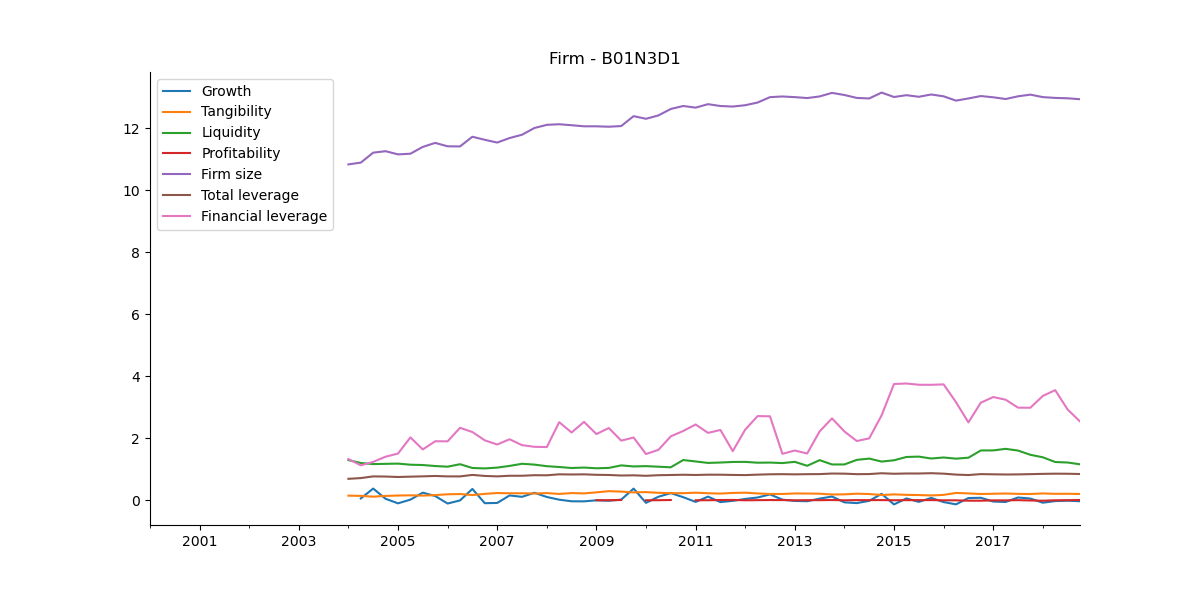 Firm - B01N3D1
Growth
Tangibility
Liquidity
Profitability
Firm size
Total leverage
Financial leverage
12
10
8
6
4
2
0
2001 2003 2005 2007 2009 2011 2013 2015 2017